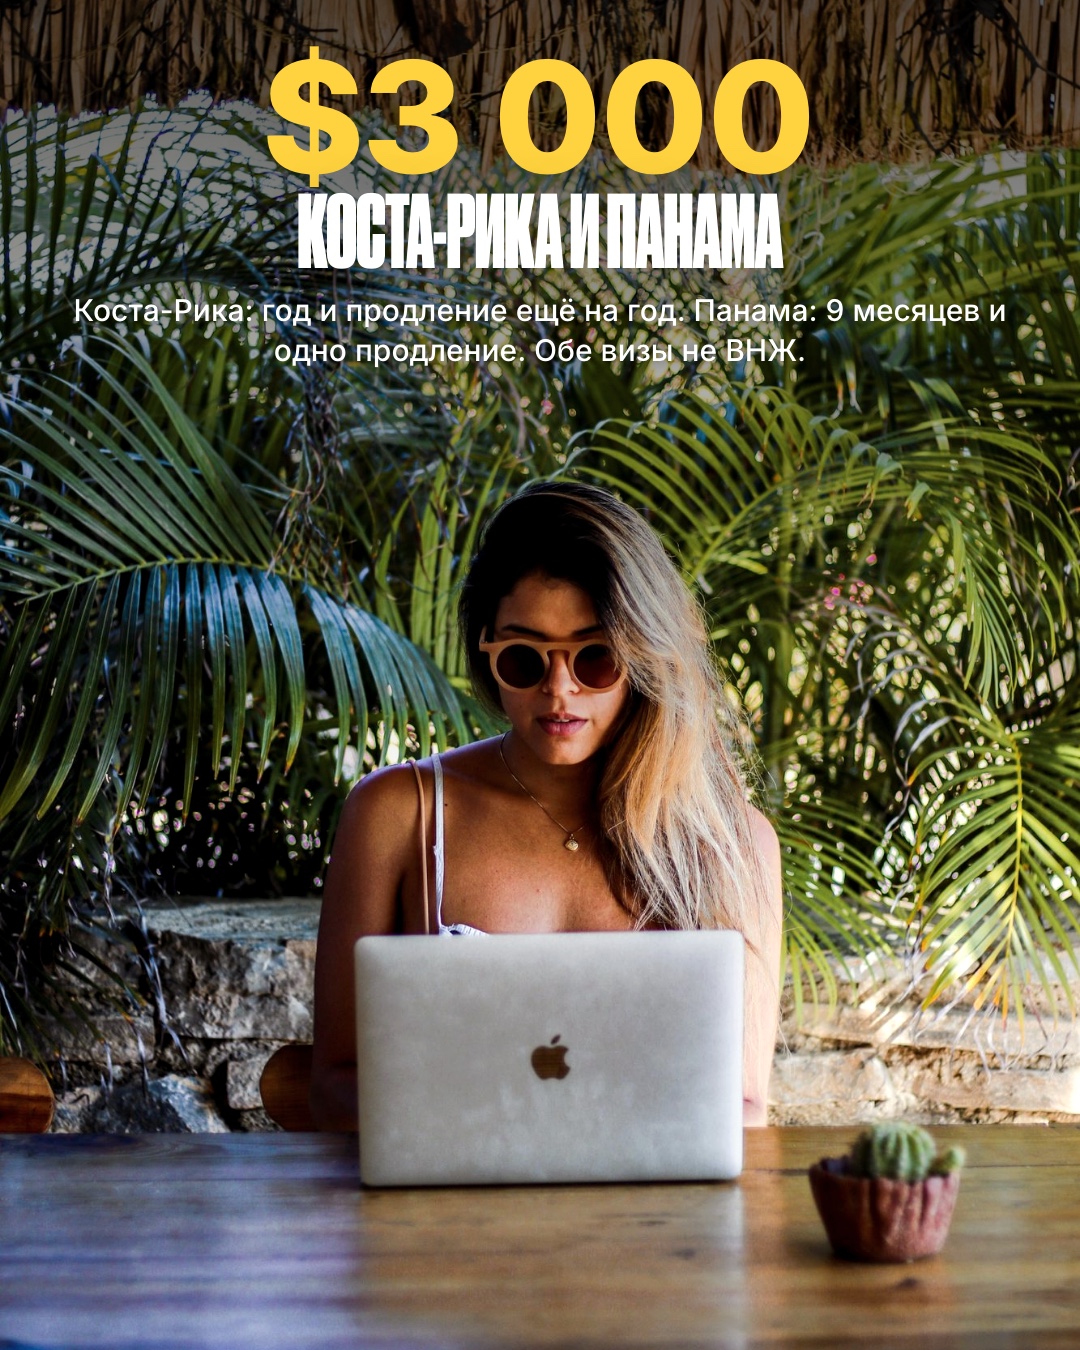 $3 000
КОСТА-РИКА И ПАНАМА
Коста-Рика: год и продление ещё на год. Панама: 9 месяцев и
одно продление. Обе визы не ВНЖ.